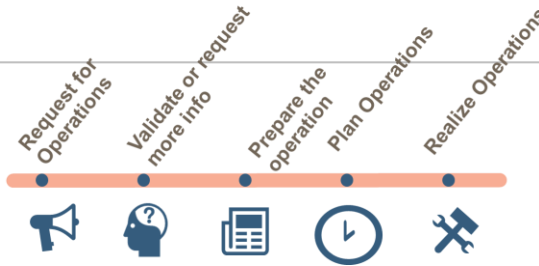 Request for
Operations
Validate or request
more info
Prepare the
operation
Plan Operations
Realize Operations
?